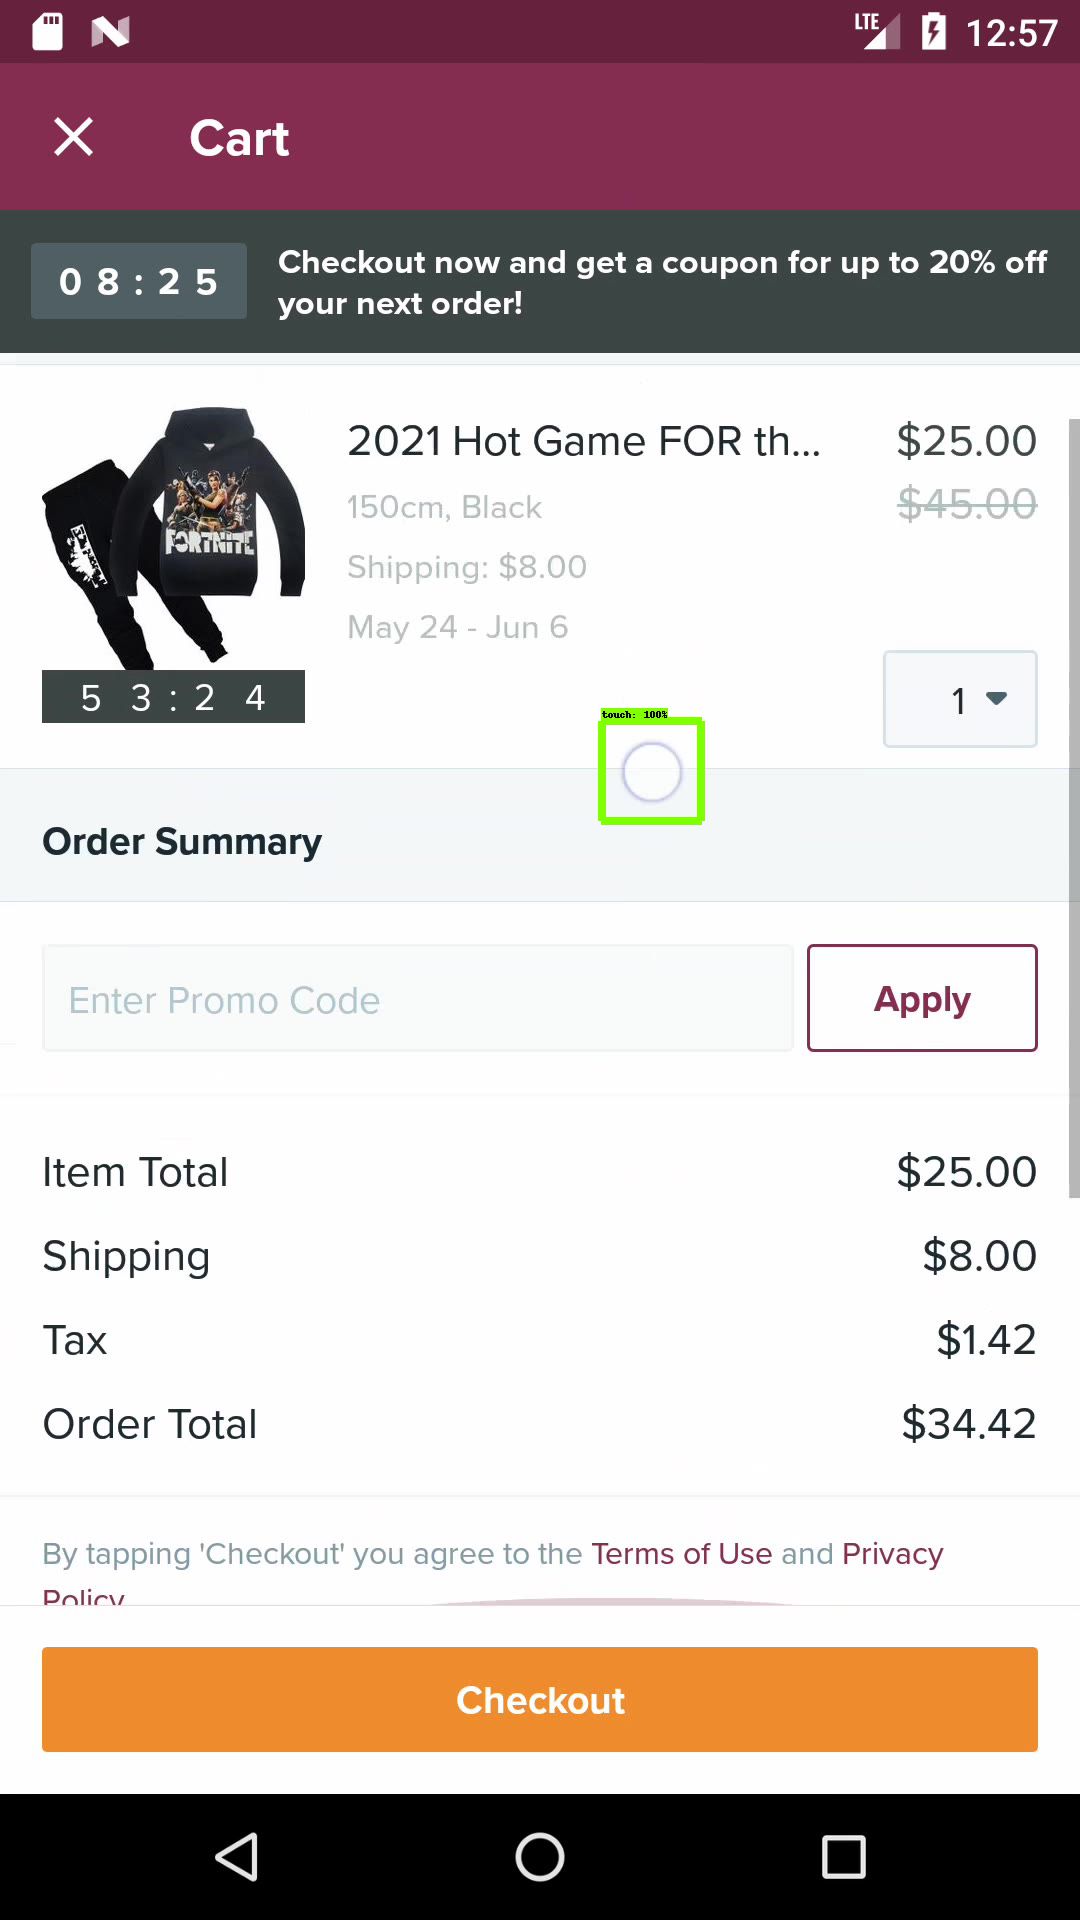 LTE 12:57
Cart
08:25
Checkout now and get a coupon for up to 20% off
your next order!
2021 Hot Game FOR th... $25.00
150cm, Black $45.00
Shipping: $8.00
May 24 - Jun 6
FORTNITE
53:24
1
touch: 100%
Order Summary
Enter Promo Code Apply
Item Total $25.00
Shipping $8.00
Tax $1.42
Order Total $34.42
By tapping 'Checkout' you agree to the Terms of Use and Privacy
Policy
Checkout